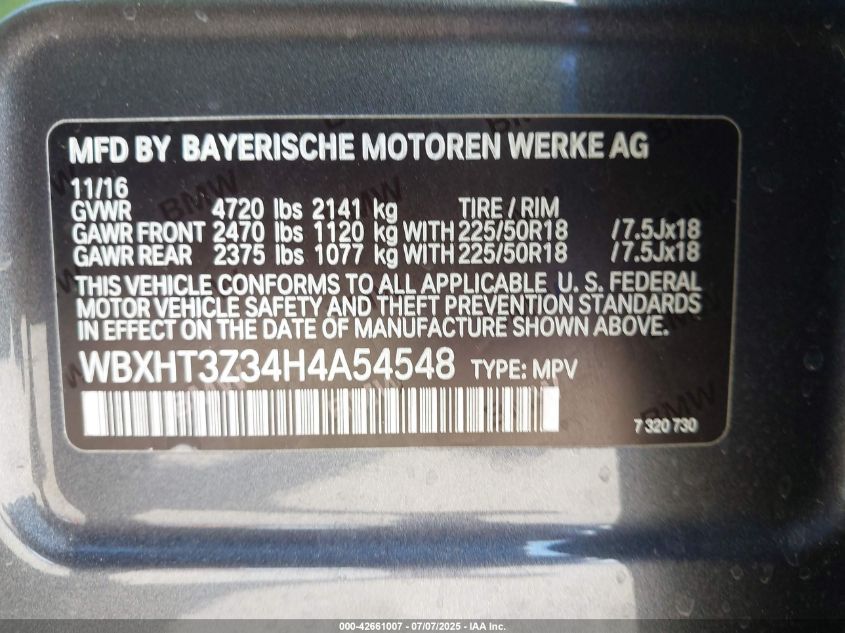 MFD BY BAYERISCHE MOTOREN WERKE AG
11/16
GVWR 4720 lbs 2141 kg TIRE / RIM
GAWR FRONT 2470 lbs 1120 kg WITH 225/50R18 /7.5Jx18
GAWR REAR 2375 lbs 1077 kg WITH 225/50R18 /7.5Jx18
THIS VEHICLE CONFORMS TO ALL APPLICABLE U. S. FEDERAL
MOTOR VEHICLE SAFETY AND THEFT PREVENTION STANDARDS
IN EFFECT ON THE DATE OF MANUFACTURE.
WBXHT3Z34H4A54548 TYPE: MPV
7 320 730
000-42661007 - 07/07/2025 - IAA Inc.